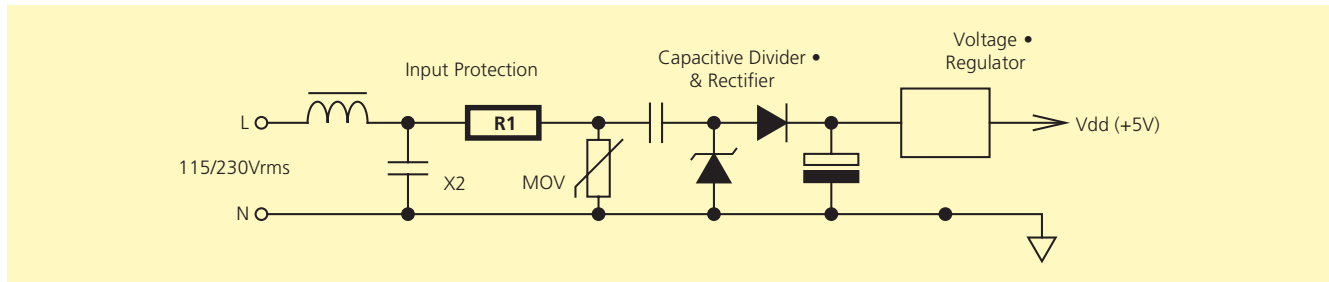 Voltage •
Regulator
Capacitive Divider •
& Rectifier
Input Protection
L
R1
Vdd (+5V)
115/230Vrms
X2
MOV
N